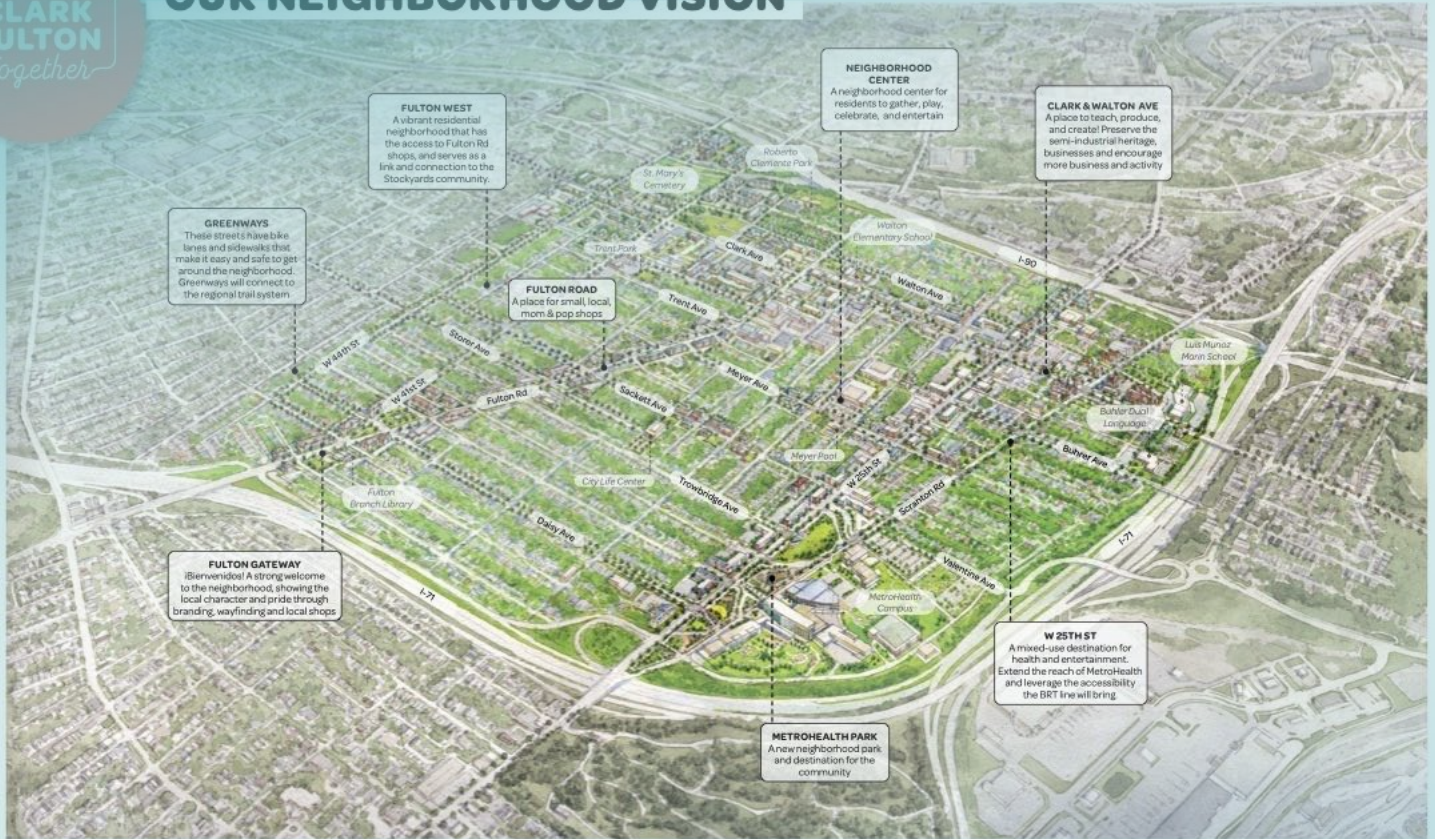 CLARK
FULTON
Together
OUR NEIGHBORHOOD VISION
NEIGHBORHOOD
CENTER
A neighborhood center for
residents to gather, play,
celebrate, and entertain
CLARK & WALTON AVE
A place to teach, produce,
and create! Preserve the
semi-industrial heritage,
businesses and encourage
more business and activity
FULTON WEST
A vibrant residential
neighborhood that has
the access to Fulton Rd
shops, and serves as a
link and connection to the
Stockyards community.
GREENWAYS
These streets have bike
lanes and sidewalks that
make it easy and safe to get
around the neighborhood.
Greenways will connect to
the regional trail system
FULTON ROAD
A place for small, local,
mom & pop shops
Roberto
Clemente Park
St. Mary's
Cemetery
Walton
Elementary School
Trent Park
Clark Ave
I-90
Walton Ave
Trent Ave
Storer Ave
W 44th St
Luis Munoz
Marin School
Meyer Ave
W 41st St
Fulton Rd
Sackett Ave
Buhler Dual
Language
Meyer Pool
Buhrer Ave
W 25th St
City Life Center
Scranton Rd
Trowbridge Ave
Fulton
Branch Library
Daisy Ave
I-71
Valentine Ave
MetroHealth
Campus
I-71
FULTON GATEWAY
¡Bienvenidos! A strong welcome
to the neighborhood, showing the
local character and pride through
branding, wayfinding and local shops
W 25TH ST
A mixed-use destination for
health and entertainment.
Extend the reach of MetroHealth
and leverage the accessibility
the BRT line will bring.
METROHEALTH PARK
A new neighborhood park
and destination for the
community